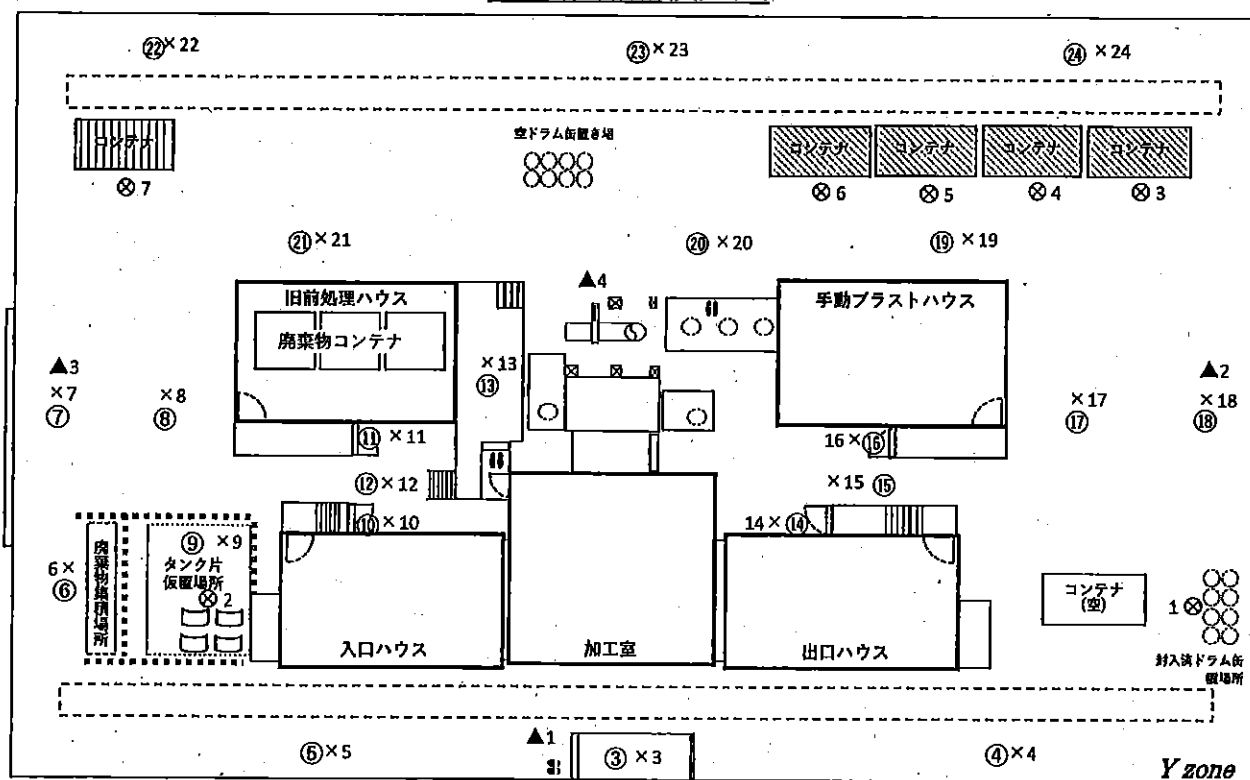 ㉒×22
㉓×23
㉔×24
コンテナ
空ドラム缶置き場
コンテナ
コンテナ
コンテナ
コンテナ
⊗7
⊗6
⊗5
⊗4
⊗3
㉑×21
⑳×20
⑲×19
▲4
旧前処理ハウス
廃棄物コンテナ
手動ブラストハウス
▲3
×7
⑦
×8
⑧
×13
⑬
▲2
×18
⑱
×17
⑰
⑪×11
16×⑯
⑫×12
×15⑮
⑩×10
14×⑭
⑨×9
タンク片
仮置場所
⊗2
6×
⑥
廃棄物集積場所
コンテナ
(空)
1⊗
入口ハウス
加工室
出口ハウス
封入済ドラム缶
置場所
▲1
×5
③×3
④×4
Y zone